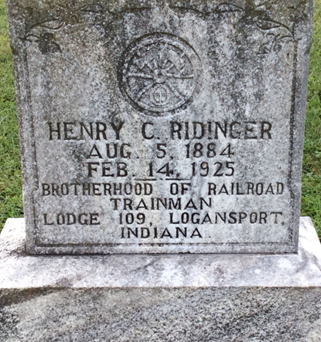 HENRY C. RIDINGER
AUG. 5, 1884
FEB. 14, 1925
BROTHERHOOD OF RAILROAD
TRAINMAN
LODGE 109, LOGANSPORT,
INDIANA